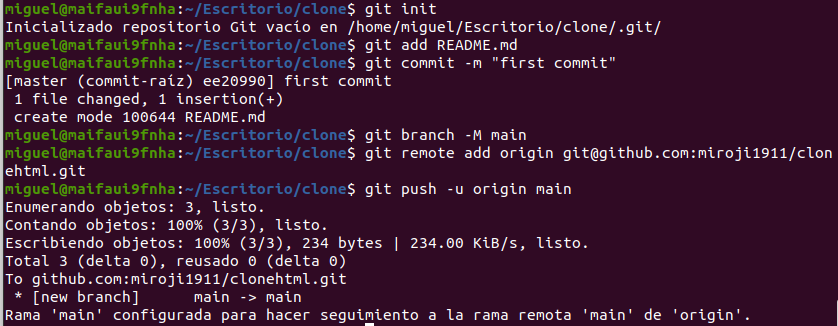 miguel@maifaui9fnha:~/Escritorio/clone$ git init
Inicializado repositorio Git vacío en /home/miguel/Escritorio/clone/.git/
miguel@maifaui9fnha:~/Escritorio/clone$ git add README.md
miguel@maifaui9fnha:~/Escritorio/clone$ git commit -m "first commit"
[master (commit-raíz) ee20990] first commit
 1 file changed, 1 insertion(+)
 create mode 100644 README.md
miguel@maifaui9fnha:~/Escritorio/clone$ git branch -M main
miguel@maifaui9fnha:~/Escritorio/clone$ git remote add origin git@github.com:miroji1911/clon
ehtml.git
miguel@maifaui9fnha:~/Escritorio/clone$ git push -u origin main
Enumerando objetos: 3, listo.
Contando objetos: 100% (3/3), listo.
Escribiendo objetos: 100% (3/3), 234 bytes | 234.00 KiB/s, listo.
Total 3 (delta 0), reusado 0 (delta 0)
To github.com:miroji1911/clonehtml.git
 * [new branch]      main -> main
Rama 'main' configurada para hacer seguimiento a la rama remota 'main' de 'origin'.